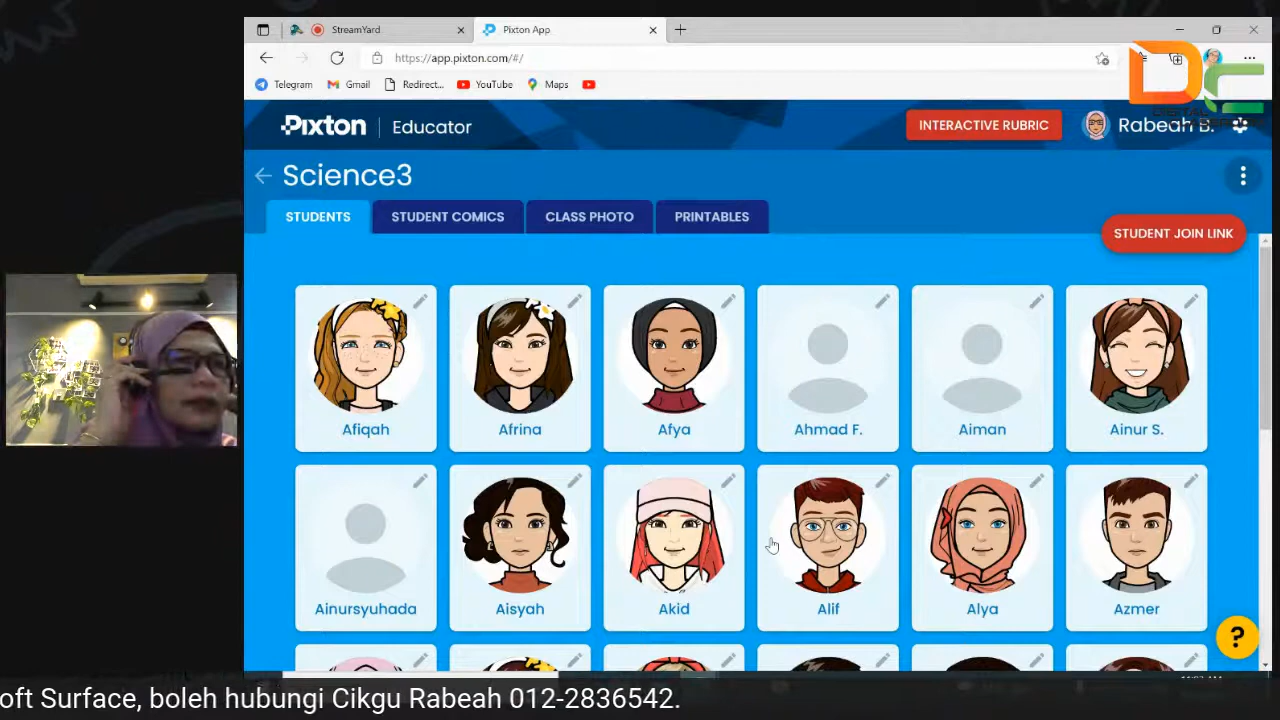 StreamYard
Pixton App
https://app.pixton.com/#/
Telegram
Gmail
Redirect...
YouTube
Maps
Pixton
Educator
INTERACTIVE RUBRIC
Rabeah B.
DE
Science3
STUDENTS
STUDENT COMICS
CLASS PHOTO
PRINTABLES
STUDENT JOIN LINK
Afiqah
Afrina
Afya
Ahmad F.
Aiman
Ainur S.
Ainursyuhada
Aisyah
Akid
Alif
Alya
Azmer
?
oft Surface, boleh hubungi Cikgu Rabeah 012-2836542.